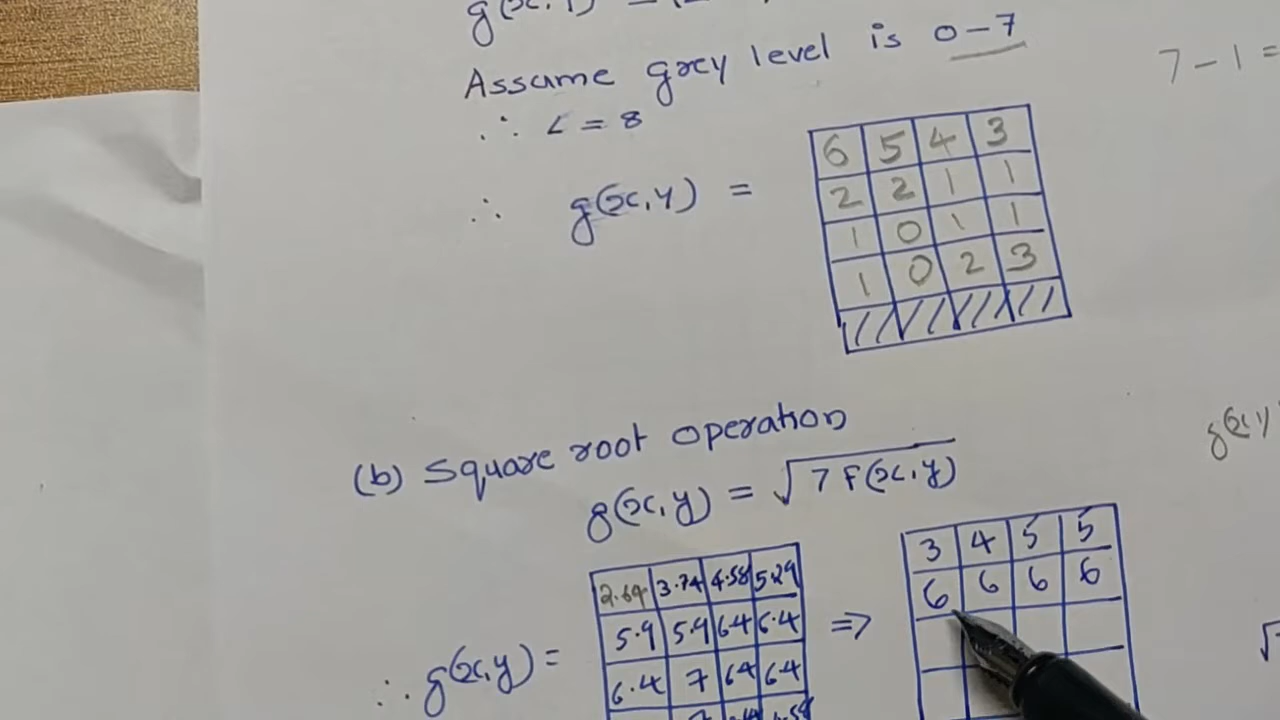 g(x,
Assume grey level is 0-7
7-1=
∴ L = 8
∴ g(x,y) =
6 5 4 3
2 2 1 1
1 0 1 1
1 0 2 3
(b) Square root operation
g(x,y
g(x,y) = √7 F(x,y)
∴ g(x,y) =
2.64 3.74 4.58 5.29
5.9 5.9 6.4 6.4
6.4 7 6.4 6.4
⇒
3 4 5 5
6 6 6 6